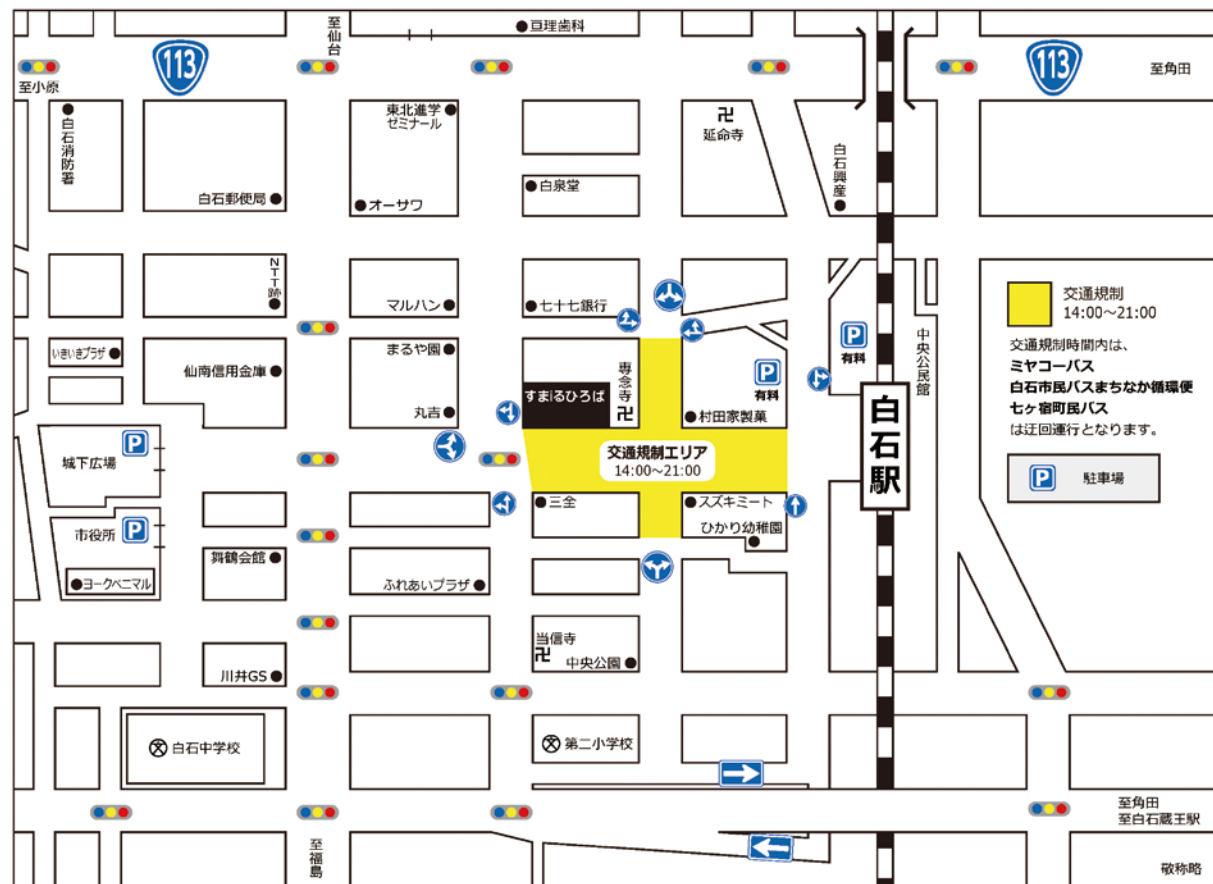 至仙台
亘理歯科
113
113
至小原
至角田
白石消防署
東北進学
ゼミナール
卍
延命寺
白石興産
白石郵便局
オーサワ
白泉堂
NTT跡
マルハン
七十七銀行
交通規制
14:00～21:00
いきいきプラザ
仙南信用金庫
まるや園
丸吉
すまiるひろば
専念寺
卍
P
有料
村田家製菓
P
有料
中央公民館
交通規制時間内は、
ミヤコーバス
白石市民バスまちなか循環便
七ヶ宿町民バス
は迂回運行となります。
白石駅
城下広場
P
交通規制エリア
14:00～21:00
P
駐車場
市役所
P
三全
スズキミート
ひかり幼稚園
ヨークベニマル
舞鶴会館
ふれあいプラザ
川井GS
当信寺
卍
中央公園
文
白石中学校
文
第二小学校
至角田
至白石蔵王駅
至福島
敬称略